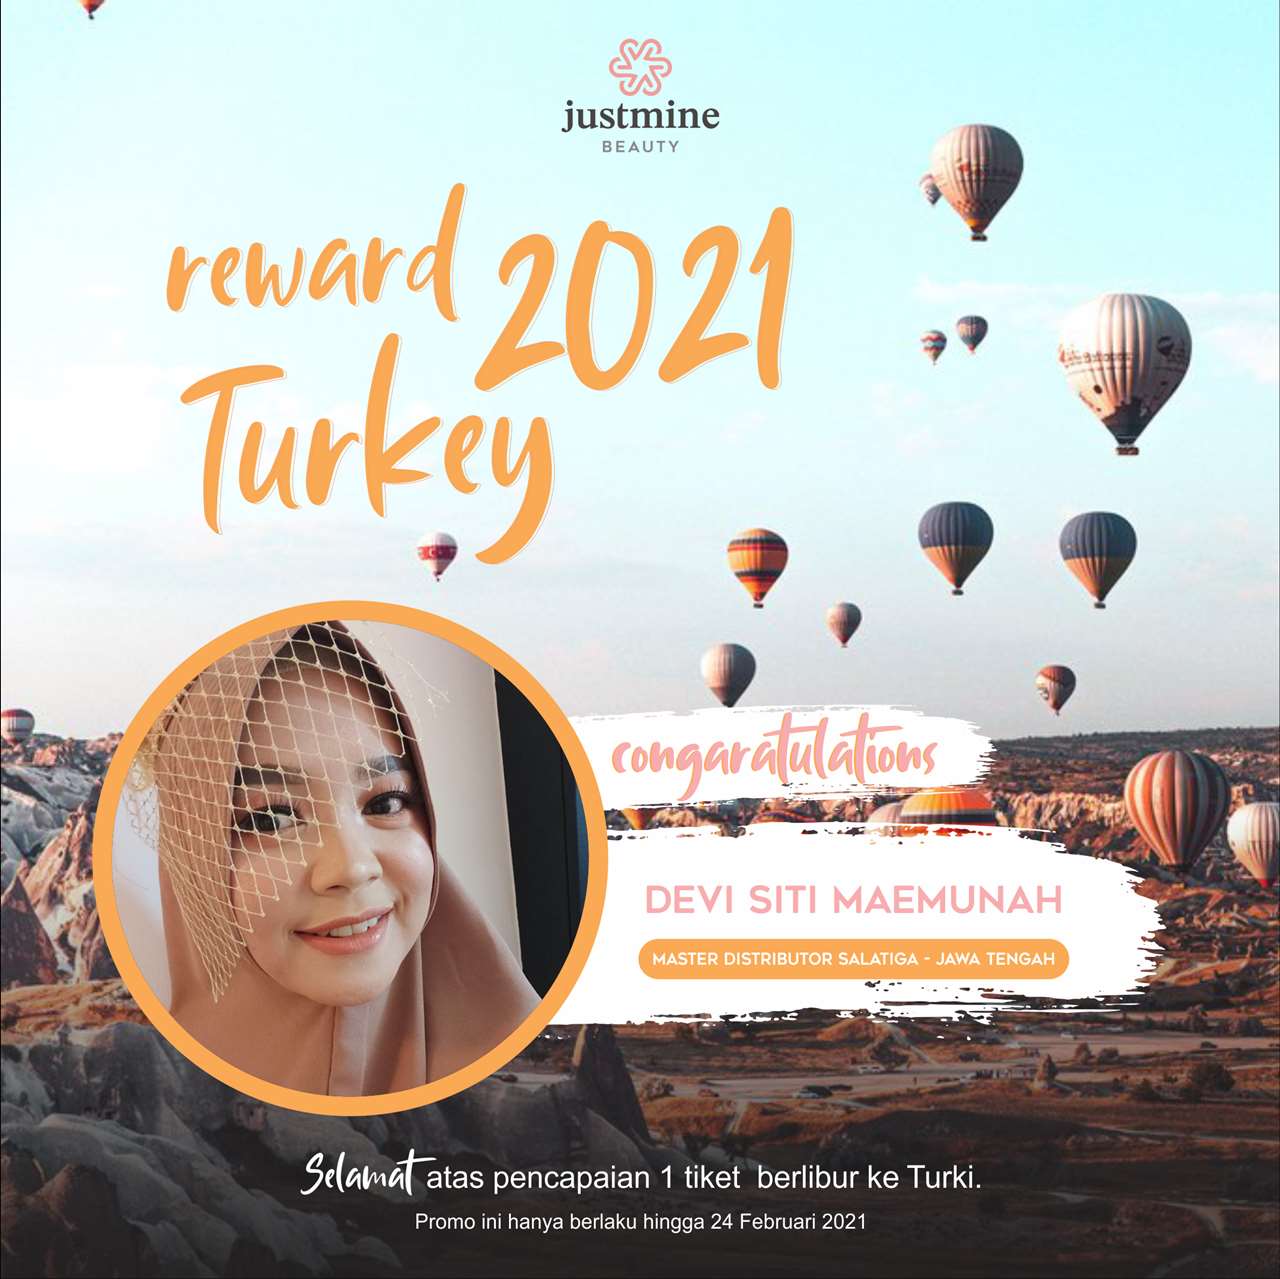 justmine
BEAUTY
reward 2021
Turkey
congaratulations
DEVI SITI MAEMUNAH
MASTER DISTRIBUTOR SALATIGA - JAWA TENGAH
Selamat atas pencapaian 1 tiket berlibur ke Turki.
Promo ini hanya berlaku hingga 24 Februari 2021